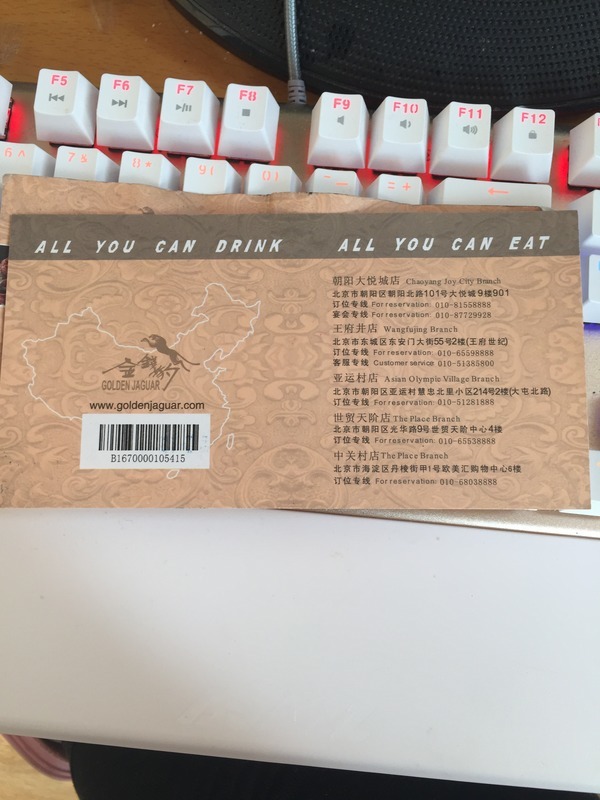 F5
F6
F7
F8
F9
F10
F11
F12
6 ^
7 &
8 *
9 (
0 )
- _
= +
ALL YOU CAN DRINK
ALL YOU CAN EAT
金钱豹
GOLDEN JAGUAR
www.goldenjaguar.com
B1670000105415
朝阳大悦城店 Chaoyang Joy City Branch
北京市朝阳区朝阳北路101号大悦城9楼901
订位专线 For reservation: 010-81558888
宴会专线 For reservation: 010-87729928
王府井店 Wangfujing Branch
北京市东城区东安门大街55号2楼(王府世纪)
订位专线 For reservation: 010-65598888
客服专线 Customer service 010-51385800
亚运村店 Asian Olympic Village Branch
北京市朝阳区亚运村慧忠北里小区214号2楼(大屯北路)
订位专线 For reservation: 010-51281888
世贸天阶店 The Place Branch
北京市朝阳区光华路9号世贸天阶中心4楼
订位专线 For reservation: 010-65538888
中关村店 The Place Branch
北京市海淀区丹棱街甲1号欧美汇购物中心6楼
订位专线 For reservation: 010-68038888